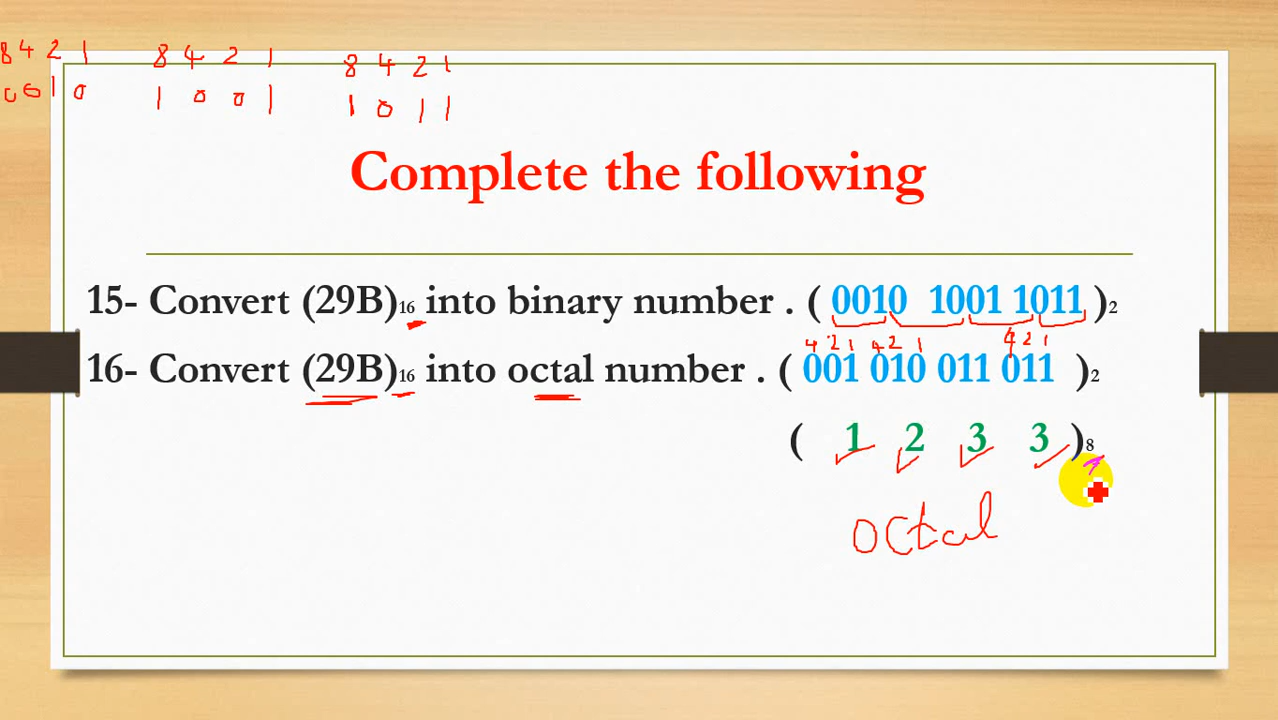 8 4 2 1 8 4 2 1 8 4 2 1
0 0 1 0 1 0 0 1 1 0 1 1
Complete the following
15- Convert (29B)16 into binary number . ( 0010 1001 1011 )2
4 2 1 4 2 1 4 2 1
16- Convert (29B)16 into octal number . ( 001 010 011 011 )2
( 1 2 3 3 )8
octal